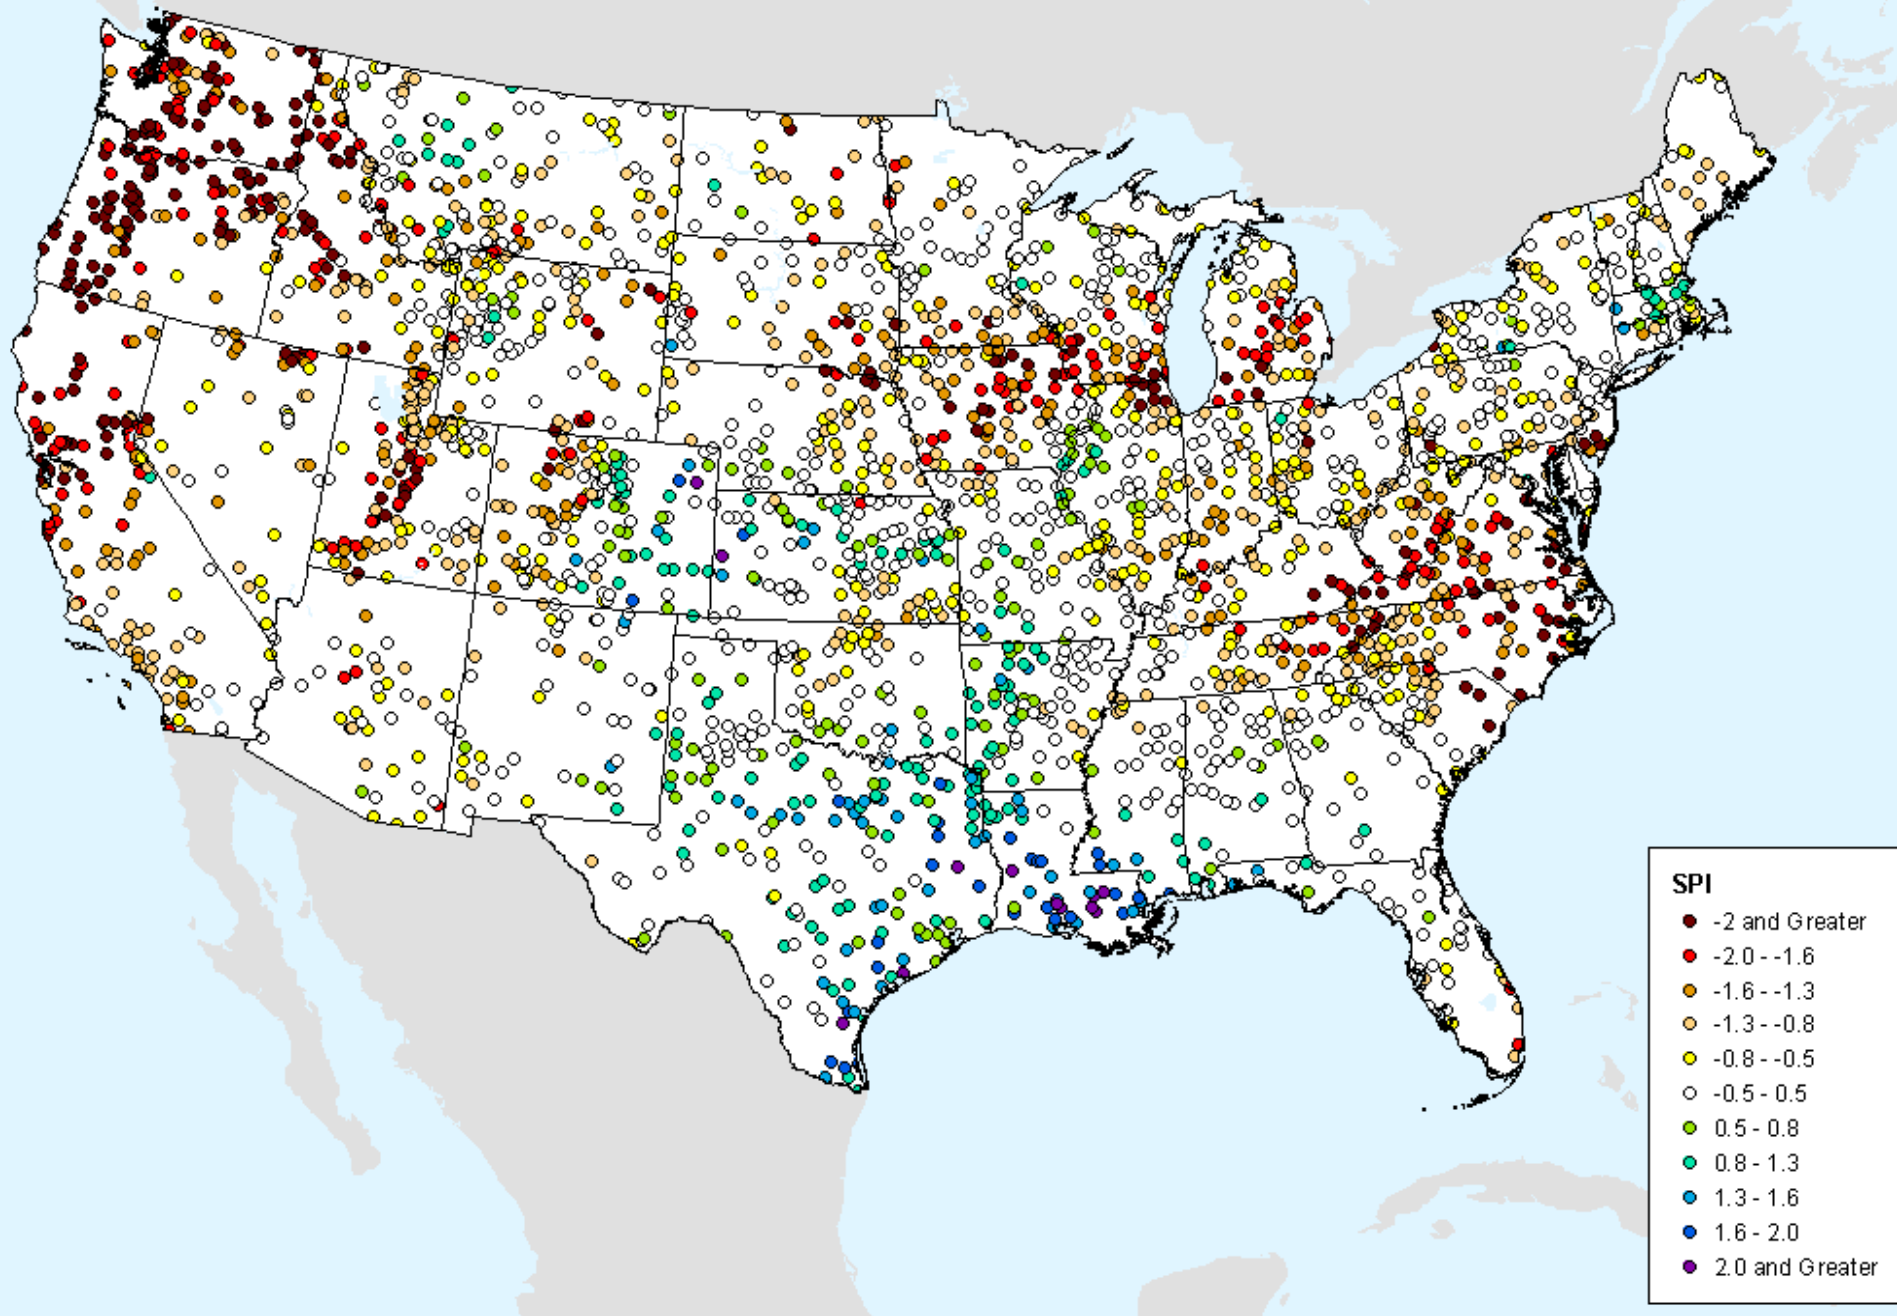 SPI
-2 and Greater
-2.0 - -1.6
-1.6 - -1.3
-1.3 - -0.8
-0.8 - -0.5
-0.5 - 0.5
0.5 - 0.8
0.8 - 1.3
1.3 - 1.6
1.6 - 2.0
2.0 and Greater